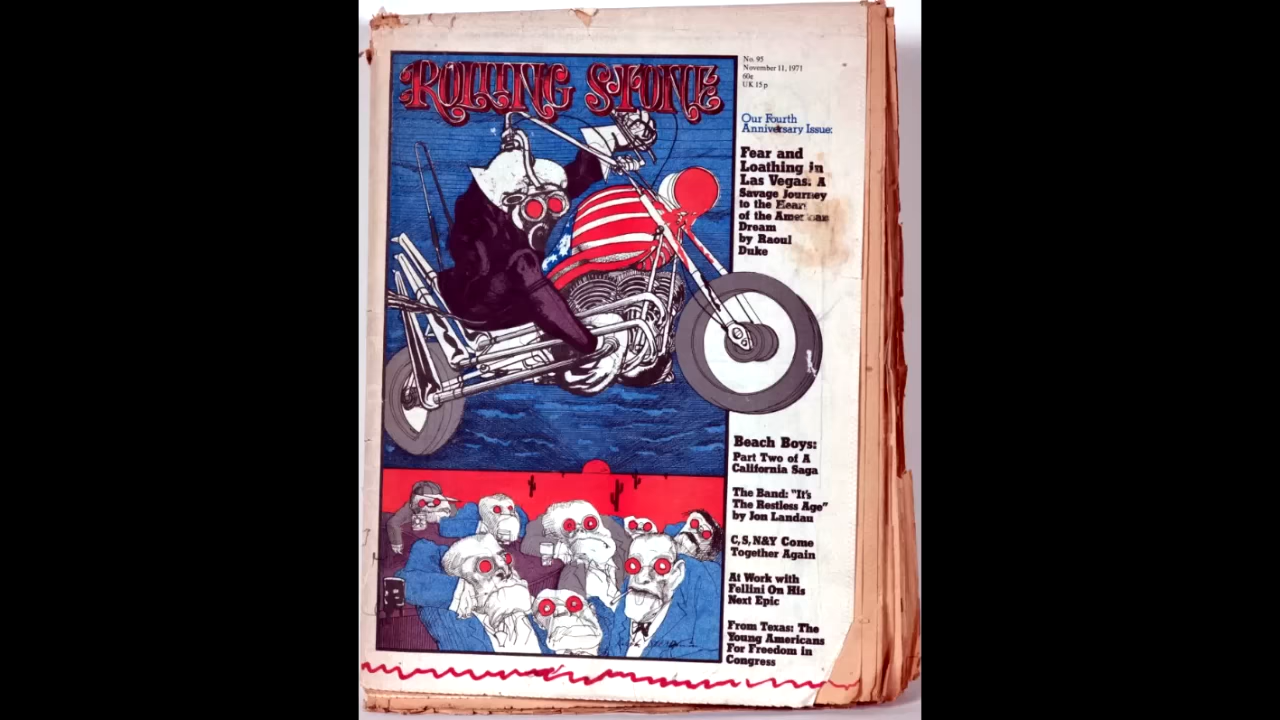 ROLLING STONE
No. 95
November 11, 1971
60c
UK 15p
Our Fourth
Anniversary Issue:
Fear and
Loathing in
Las Vegas: A
Savage Journey
to the Heart
of the American
Dream
by Raoul
Duke
Beach Boys:
Part Two of A
California Saga
The Band: "It's
The Restless Age"
by Jon Landau
C, S, N&Y Come
Together Again
At Work with
Fellini On His
Next Epic
From Texas: The
Young Americans
For Freedom in
Congress